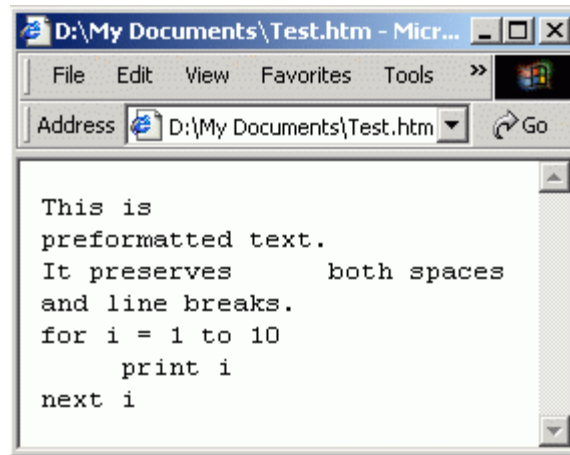 D:\My Documents\Test.htm - Micr...
File Edit View Favorites Tools »
Address D:\My Documents\Test.htm Go
This is
preformatted text.
It preserves      both spaces
and line breaks.
for i = 1 to 10
     print i
next i